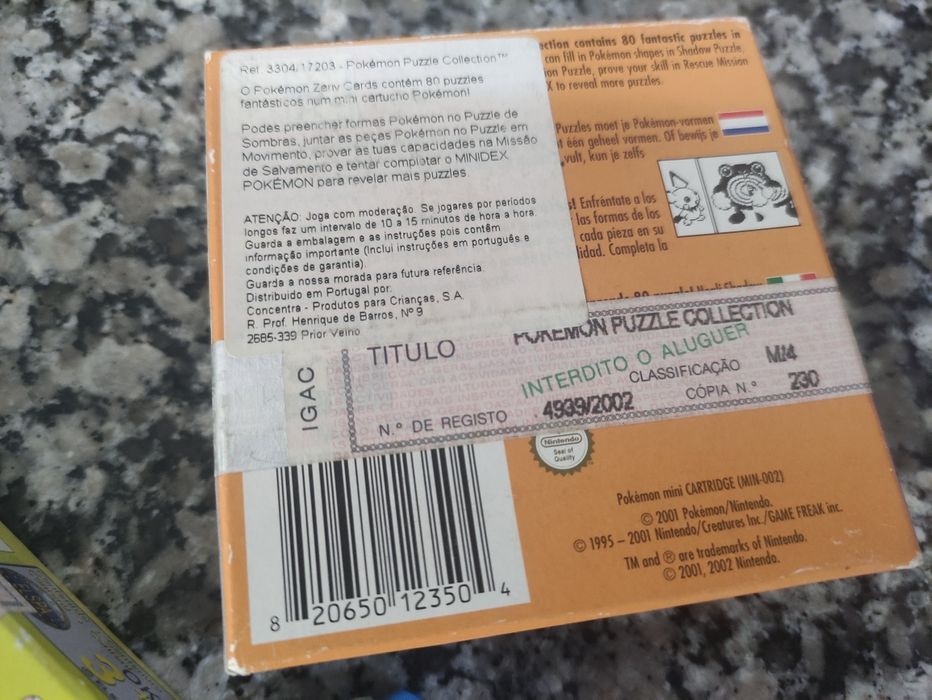 Ref. 3304/17203 - Pokémon Puzzle Collection™
O Pokémon Zany Cards contém 80 puzzles
fantásticos num mini cartucho Pokémon!
Podes preencher formas Pokémon no Puzzle de
Sombras, juntar as peças Pokémon no Puzzle em
Movimento, provar as tuas capacidades na Missão
de Salvamento e tentar completar o MINIDEX
POKÉMON para revelar mais puzzles.
ATENÇÃO: Joga com moderação. Se jogares por períodos
longos faz um intervalo de 10 a 15 minutos de hora a hora.
Guarda a embalagem e as instruções pois contêm
informação importante (Inclui instruções em português e
condições de garantia).
Guarda a nossa morada para futura referência.
Distribuido em Portugal por:
Concentra - Produtos para Crianças, S.A.
R. Prof. Henrique de Barros, Nº 9
2685-339 Prior Velho
ction contains 80 fantastic puzzles in
can fill in Pokémon shapes in Shadow Puzzle,
on Puzzle, prove your skill in Rescue Mission
X to reveal more puzzles.
Puzzles moet je Pokémon-vormen
t één geheel vormen. Of bewijs je
vult, kun je zelfs
s! Enfréntate a los
las formas de los
cada pieza en su
lidad. Completa la
IGAC
TITULO
POKEMON PUZZLE COLLECTION
INTERDITO O ALUGUER
CLASSIFICAÇÃO M/4
N.º DE REGISTO 4939/2002
CÓPIA N.º 230
Nintendo
Seal of
Quality
Pokémon mini CARTRIDGE (MIN-002)
© 2001 Pokémon/Nintendo.
© 1995 – 2001 Nintendo/Creatures Inc./GAME FREAK inc.
TM and ® are trademarks of Nintendo.
© 2001, 2002 Nintendo.
8 20650 12350 4